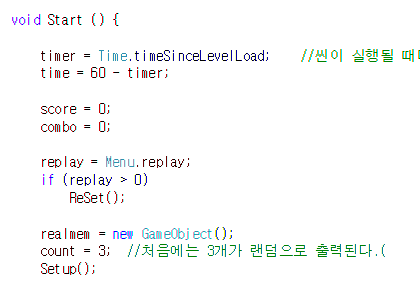 void Start () {
timer = Time.timeSinceLevelLoad; //씬이 실행될
time = 60 - timer;
score = 0;
combo = 0;
replay = Menu.replay;
if (replay > 0)
ReSet();
realmem = new GameObject();
count = 3; //처음에는 3개가 랜덤으로 출력된다.(
Setup();